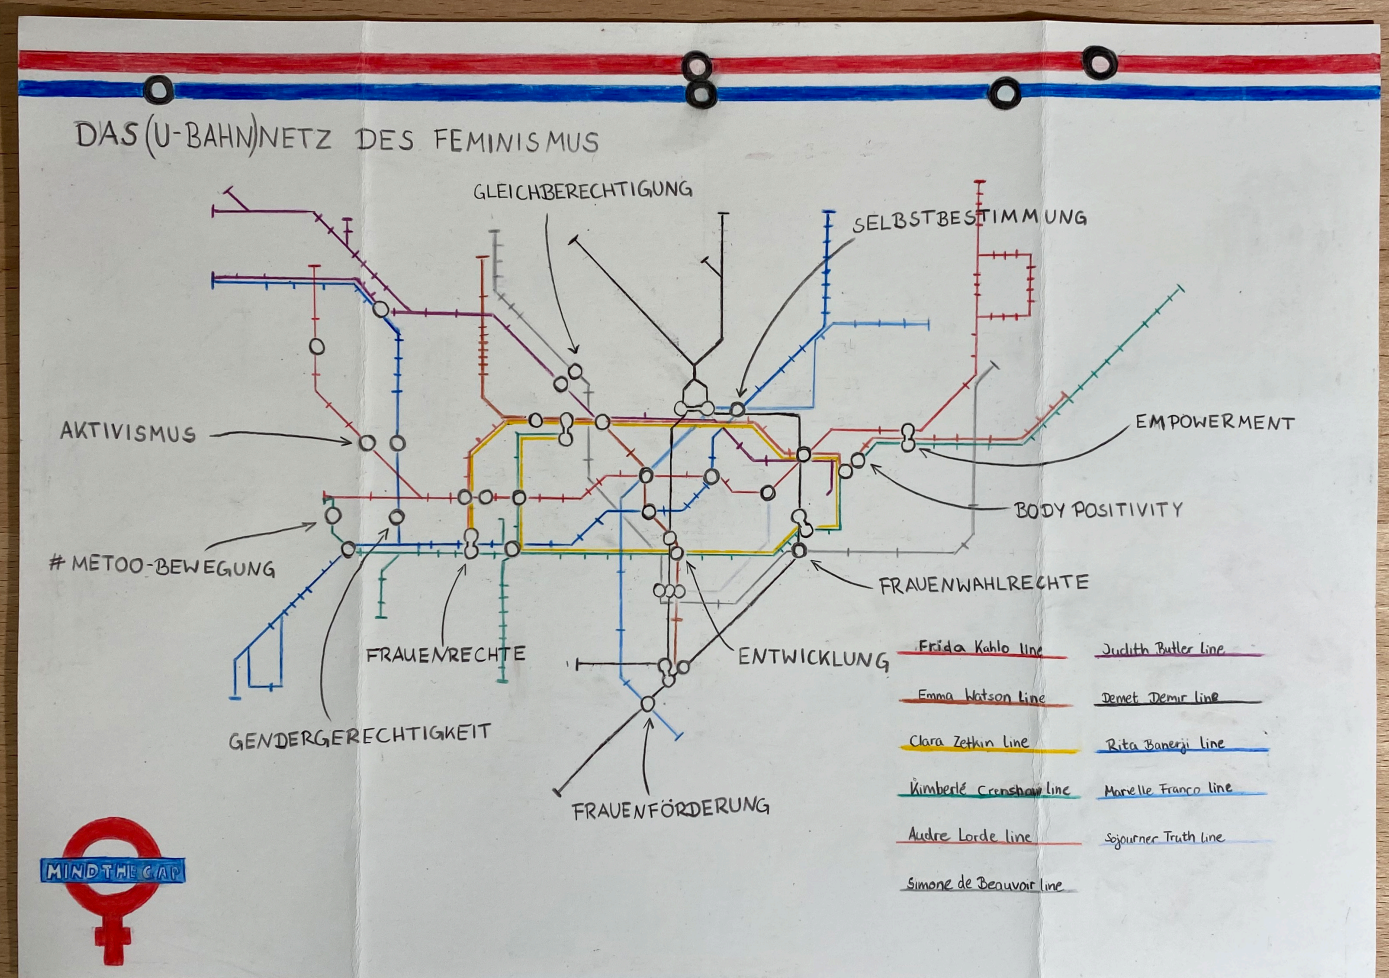 DAS (U-BAHN)NETZ DES FEMINISMUS
GLEICHBERECHTIGUNG
SELBSTBESTIMMUNG
AKTIVISMUS
EMPOWERMENT
BODY POSITIVITY
# METOO-BEWEGUNG
FRAUENWAHLRECHTE
FRAUENRECHTE
ENTWICKLUNG
GENDERGERECHTIGKEIT
FRAUENFÖRDERUNG
Frida Kahlo line
Emma Watson line
Clara Zetkin line
Kimberlé Crenshaw line
Audre Lorde line
Simone de Beauvoir line
Judith Butler line
Demet Demir line
Rita Banerji line
Marielle Franco line
Sojourner Truth line
MIND THE GAP